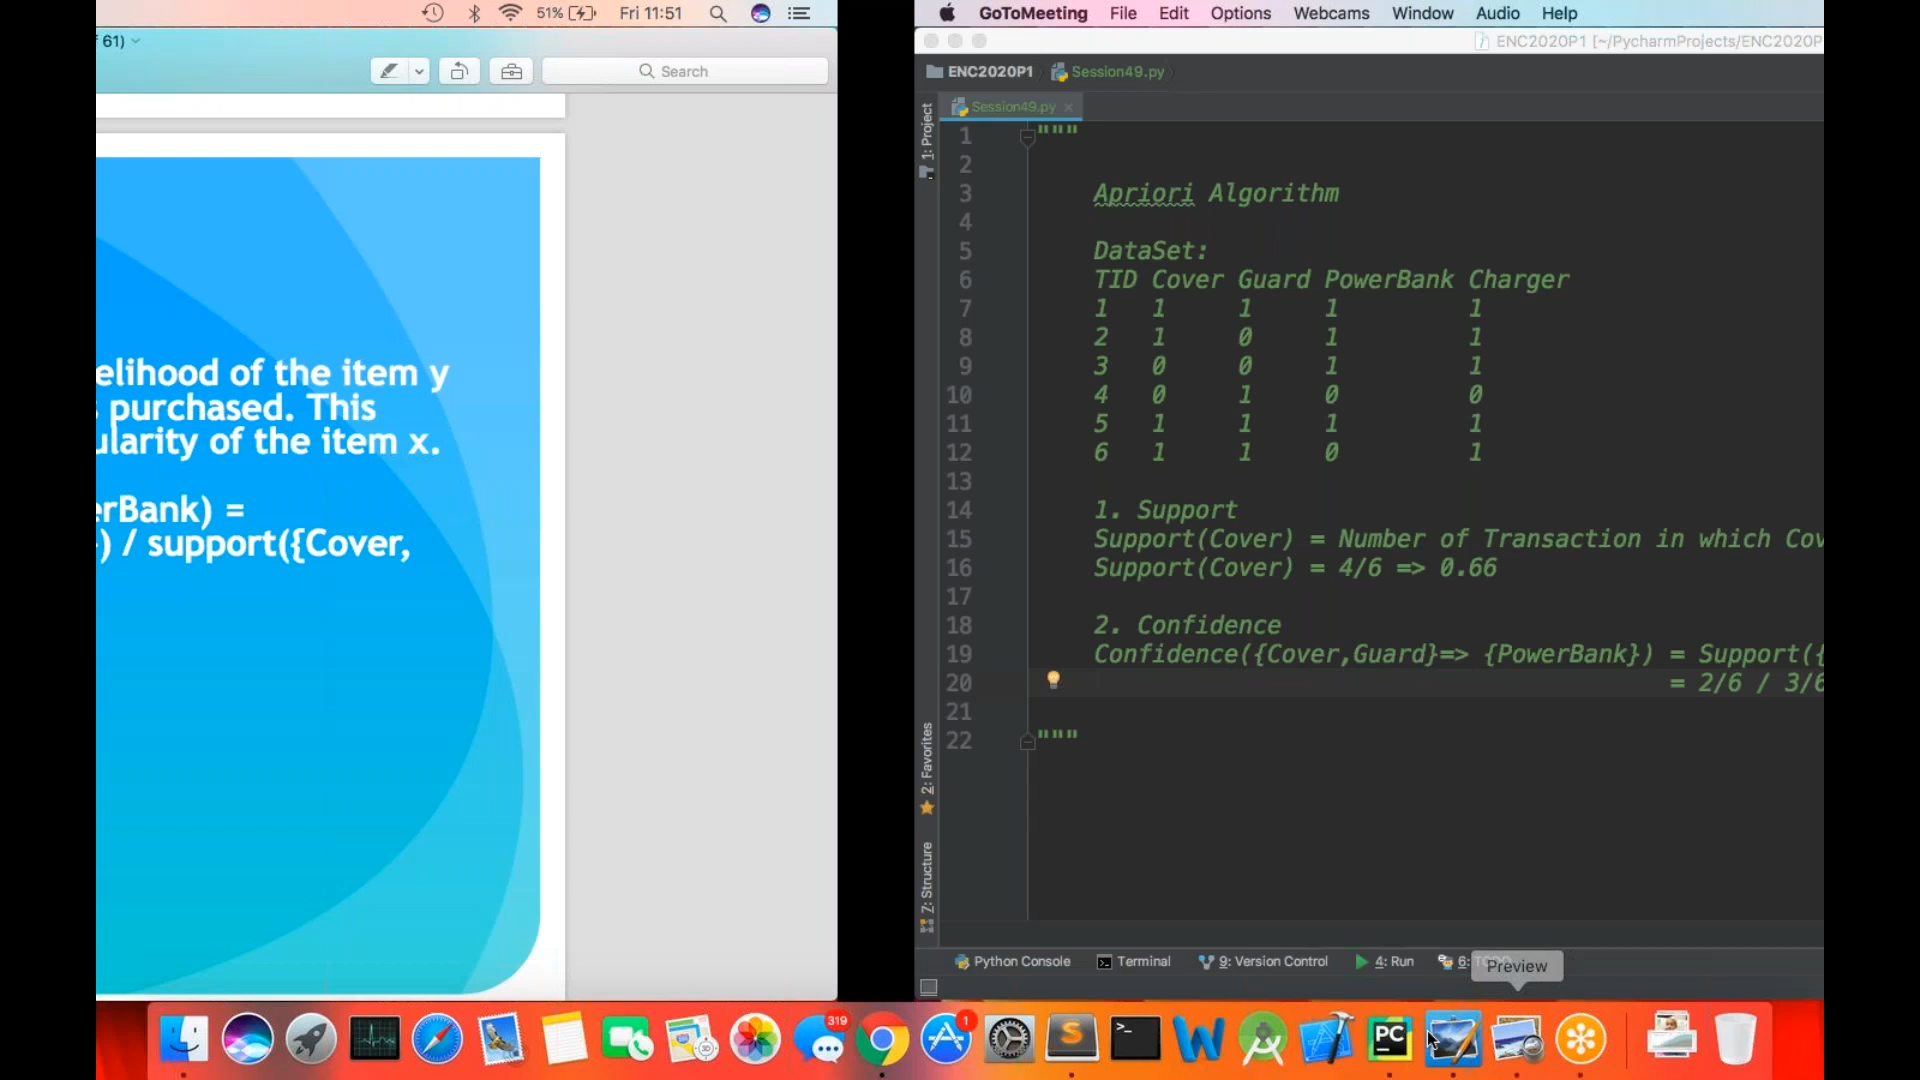 51%
Fri 11:51
61)
Search
elihood of the item y
purchased. This
ularity of the item x.
erBank) =
) / support({Cover,
GoToMeeting File Edit Options Webcams Window Audio Help
ENC2020P1 [~/PycharmProjects/ENC2020P
ENC2020P1 Session49.py
Session49.py
1: Project
2: Favorites
7: Structure
1 """
2
3 Apriori Algorithm
4
5 DataSet:
6 TID Cover Guard PowerBank Charger
7 1 1 1 1 1
8 2 1 0 1 1
9 3 0 0 1 1
10 4 0 1 0 0
11 5 1 1 1 1
12 6 1 1 0 1
13
14 1. Support
15 Support(Cover) = Number of Transaction in which Cov
16 Support(Cover) = 4/6 => 0.66
17
18 2. Confidence
19 Confidence({Cover,Guard}=> {PowerBank}) = Support({
20 = 2/6 / 3/6
21
22 """
Python Console Terminal 9: Version Control 4: Run 6:
Preview
319
1
PC